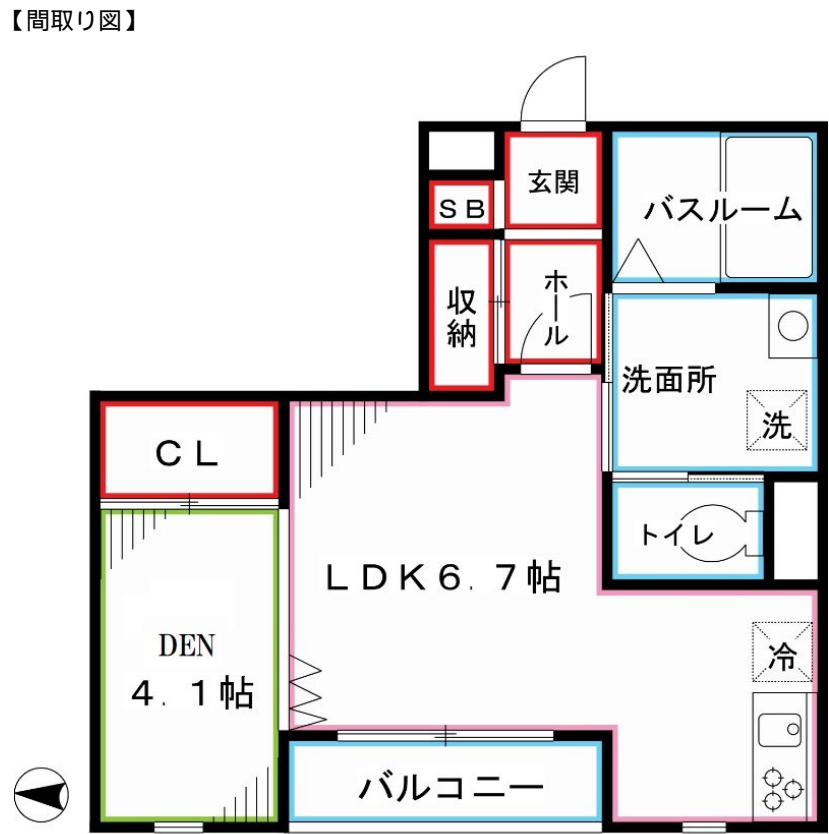 【間取り図】
玄関
バスルーム
SB
収納
ホール
洗面所
洗
CL
トイレ
LDK6.7帖
DEN
4.1帖
冷
バルコニー